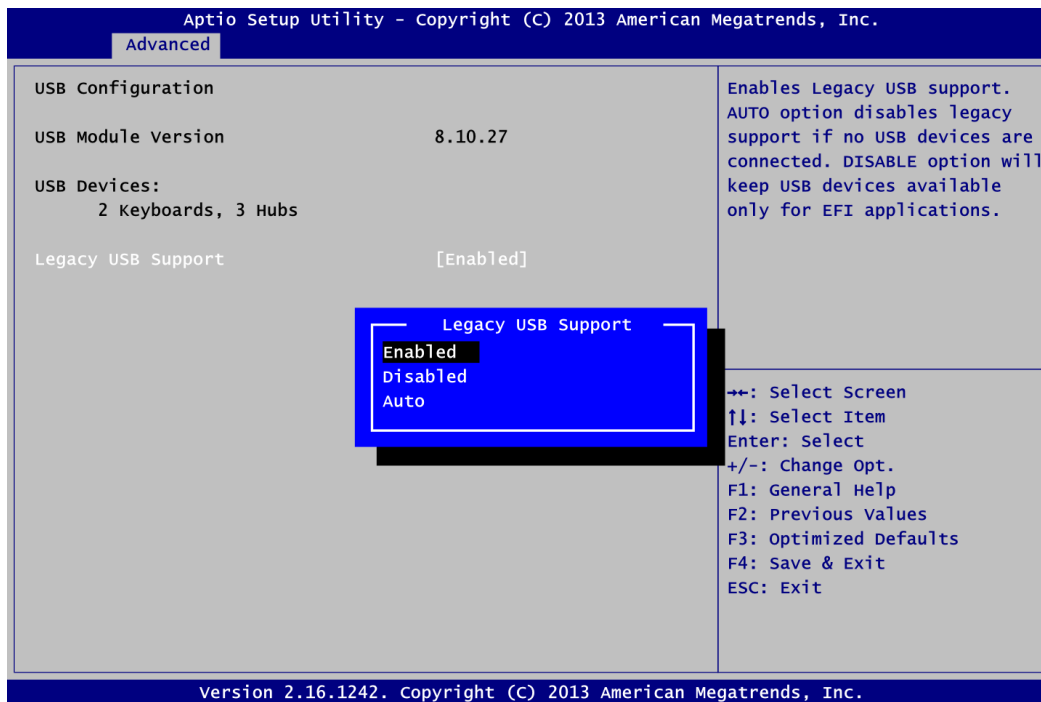 Aptio Setup Utility – Copyright (C) 2013 American Megatrends, Inc.
Advanced
USB Configuration
USB Module Version 8.10.27
USB Devices:
2 Keyboards, 3 Hubs
Legacy USB Support [Enabled]
Legacy USB Support
Enabled
Disabled
Auto
Enables Legacy USB support.
AUTO option disables legacy
support if no USB devices are
connected. DISABLE option will
keep USB devices available
only for EFI applications.
→←: Select Screen
↑↓: Select Item
Enter: Select
+/-: Change Opt.
F1: General Help
F2: Previous Values
F3: Optimized Defaults
F4: Save & Exit
ESC: Exit
Version 2.16.1242. Copyright (C) 2013 American Megatrends, Inc.